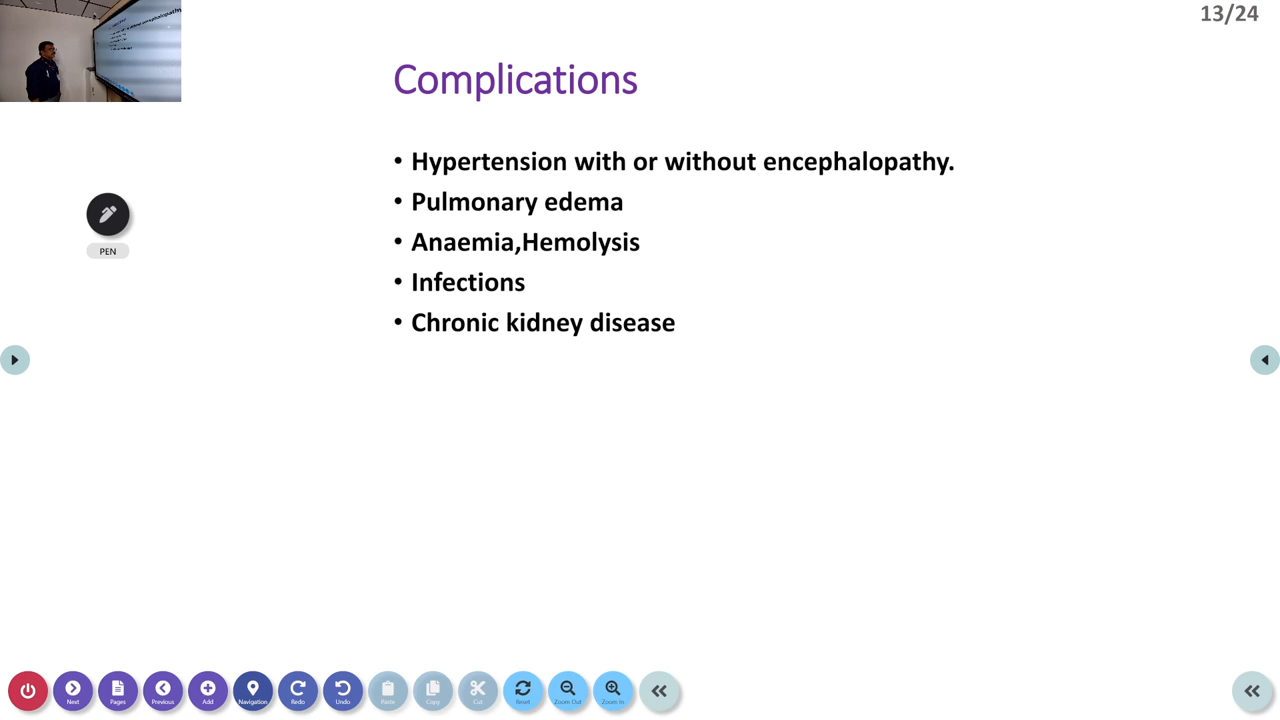 13/24
Complications
• Hypertension with or without encephalopathy.
• Pulmonary edema
• Anaemia,Hemolysis
• Infections
• Chronic kidney disease
PEN
Next
Pages
Previous
Add
Navigation
Redo
Undo
Paste
Copy
Cut
Reset
Zoom Out
Zoom In